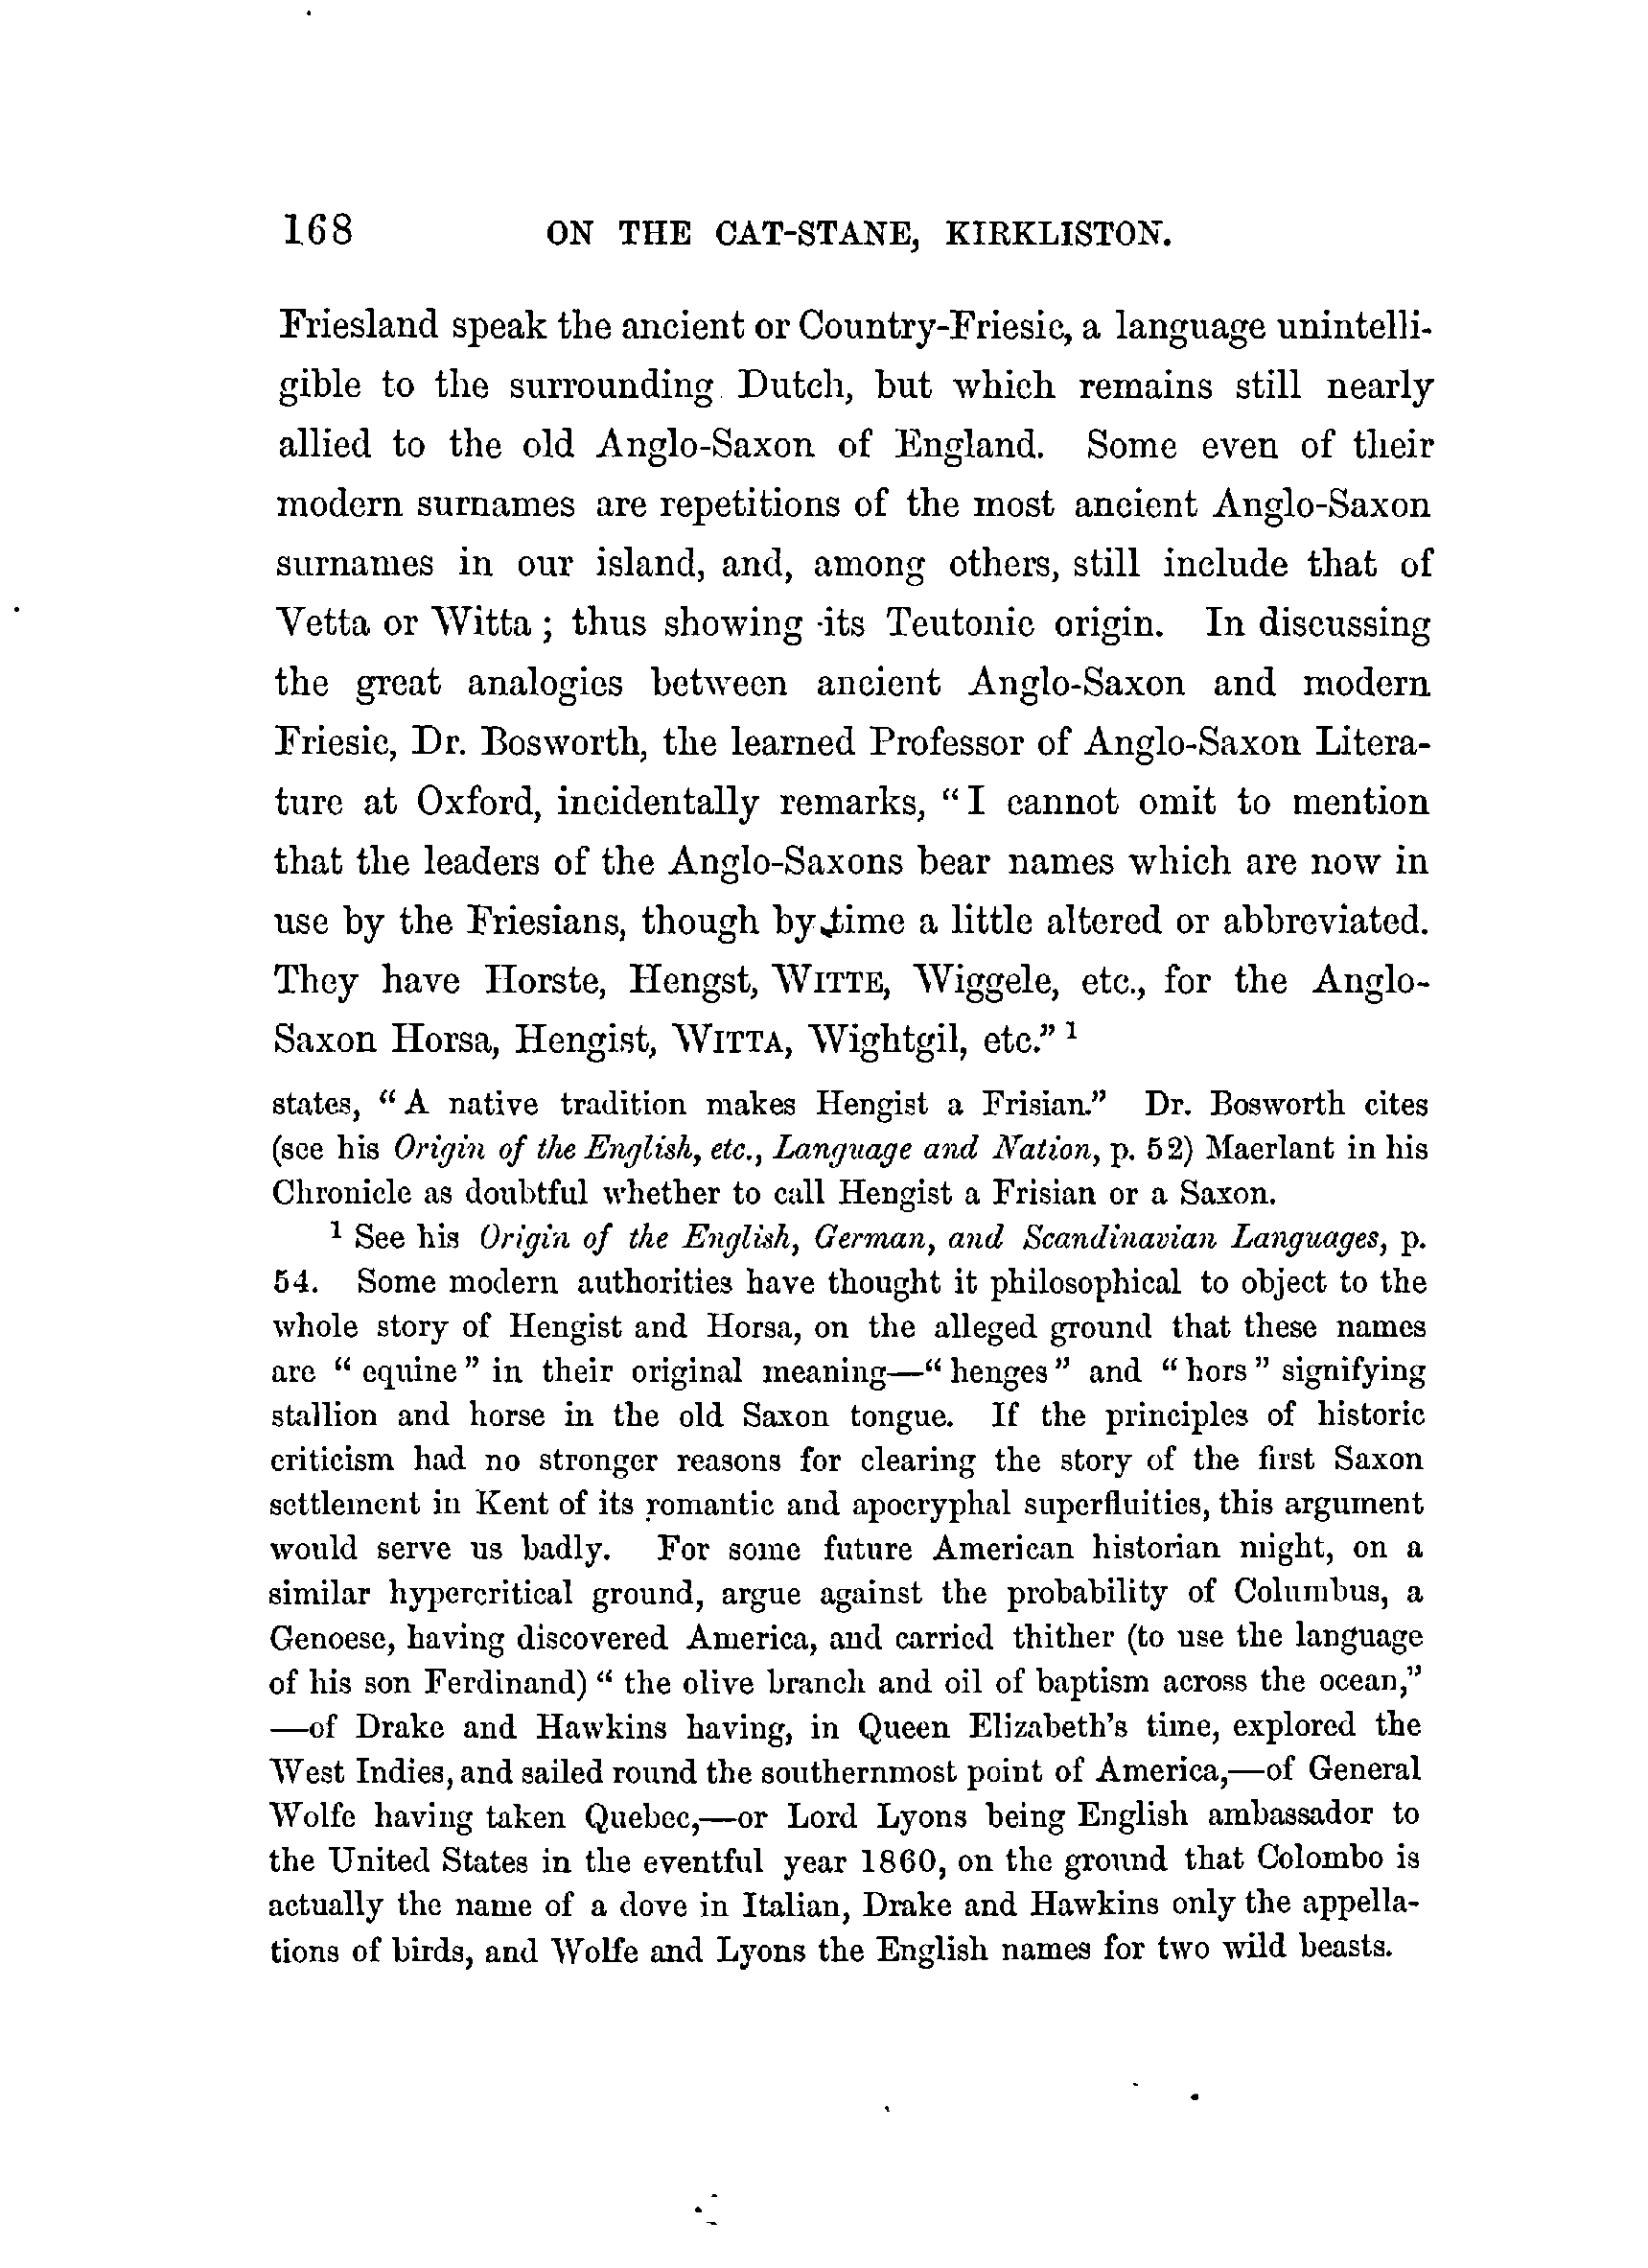 168 ON THE CAT-STANE, KIRKLISTON.
Friesland speak the ancient or Country-Friesic, a language unintelli-
gible to the surrounding Dutch, but which remains still nearly
allied to the old Anglo-Saxon of England. Some even of their
modern surnames are repetitions of the most ancient Anglo-Saxon
surnames in our island, and, among others, still include that of
Vetta or Witta; thus showing its Teutonic origin. In discussing
the great analogies between ancient Anglo-Saxon and modern
Friesic, Dr. Bosworth, the learned Professor of Anglo-Saxon Litera-
ture at Oxford, incidentally remarks, “I cannot omit to mention
that the leaders of the Anglo-Saxons bear names which are now in
use by the Friesians, though by time a little altered or abbreviated.
They have Horste, Hengst, WITTE, Wiggele, etc., for the Anglo-
Saxon Horsa, Hengist, WITTA, Wightgil, etc.” 1
states, “A native tradition makes Hengist a Frisian.” Dr. Bosworth cites
(see his Origin of the English, etc., Language and Nation, p. 52) Maerlant in his
Chronicle as doubtful whether to call Hengist a Frisian or a Saxon.
1 See his Origin of the English, German, and Scandinavian Languages, p.
54. Some modern authorities have thought it philosophical to object to the
whole story of Hengist and Horsa, on the alleged ground that these names
are “equine” in their original meaning—“henges” and “hors” signifying
stallion and horse in the old Saxon tongue. If the principles of historic
criticism had no stronger reasons for clearing the story of the first Saxon
settlement in Kent of its romantic and apocryphal superfluities, this argument
would serve us badly. For some future American historian might, on a
similar hypercritical ground, argue against the probability of Columbus, a
Genoese, having discovered America, and carried thither (to use the language
of his son Ferdinand) “the olive branch and oil of baptism across the ocean,”
—of Drake and Hawkins having, in Queen Elizabeth's time, explored the
West Indies, and sailed round the southernmost point of America,—of General
Wolfe having taken Quebec,—or Lord Lyons being English ambassador to
the United States in the eventful year 1860, on the ground that Colombo is
actually the name of a dove in Italian, Drake and Hawkins only the appella-
tions of birds, and Wolfe and Lyons the English names for two wild beasts.